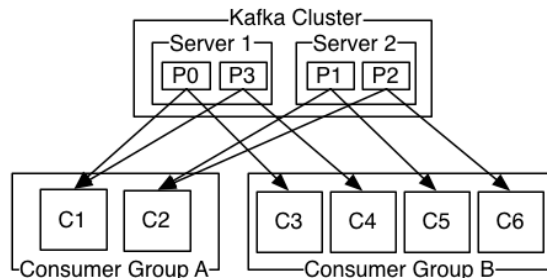 Kafka Cluster
Server 1 Server 2
P0 P3 P1 P2
C1 C2 C3 C4 C5 C6
Consumer Group A Consumer Group B